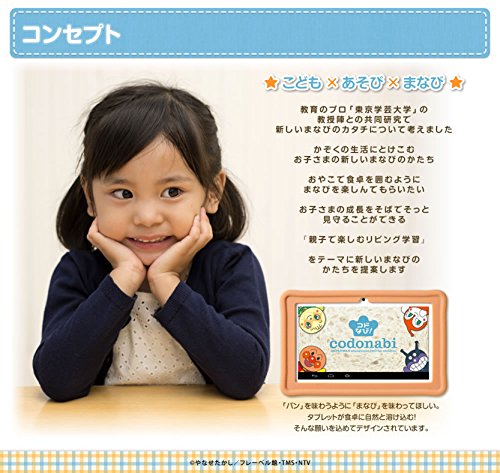 コンセプト
こども×あそび×まなび
教育のプロ「東京学芸大学」の
教授陣との共同研究で
新しいまなびのカタチについて考えました
かぞくの生活にとけこむ
お子さまの新しいまなびのかたち
おやこで食卓を囲むように
まなびを楽しんでもらいたい
お子さまの成長をそばでそっと
見守ることができる
「親子で楽しむリビング学習」
をテーマに新しいまなびの
かたちを提案します
コドなび!
codonabi
「パン」を味わうように「まなび」を味わってほしい。
タブレットが食卓に自然と溶け込む!
そんな願いを込めてデザインされています。
©やなせたかし/フレーベル館・TMS・NTV